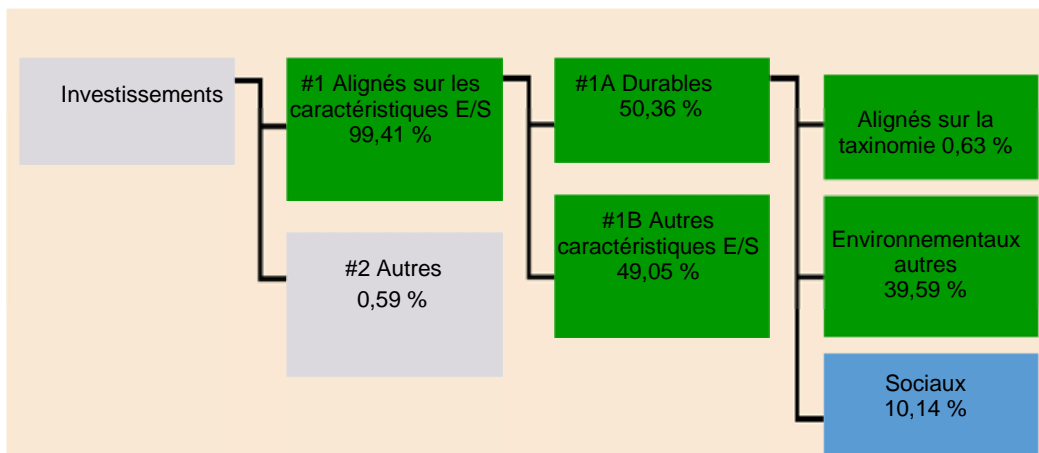 Investissements
#1 Alignés sur les
caractéristiques E/S
99,41 %
#2 Autres
0,59 %
#1A Durables
50,36 %
#1B Autres
caractéristiques E/S
49,05 %
Alignés sur la
taxinomie 0,63 %
Environnementaux
autres
39,59 %
Sociaux
10,14 %